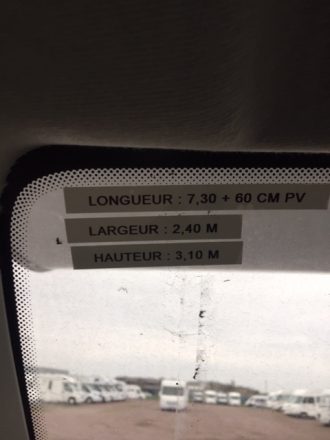 LONGUEUR : 7,30 + 60 CM PV
LARGEUR : 2,40 M
HAUTEUR : 3,10 M